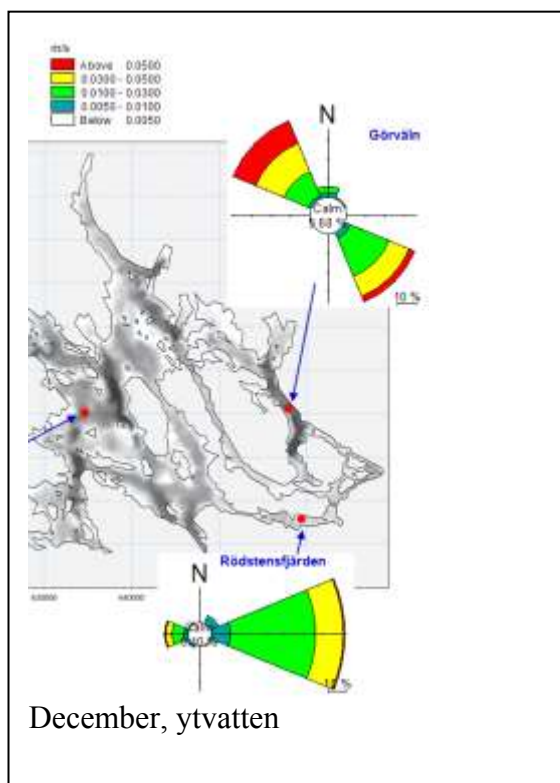 m/s
Above 0.0500
0.0300 - 0.0500
0.0100 - 0.0300
0.0050 - 0.0100
Below 0.0050
N
Görväln
Calm
10 %
Rödstensfjärden
N
10 %
December, ytvatten